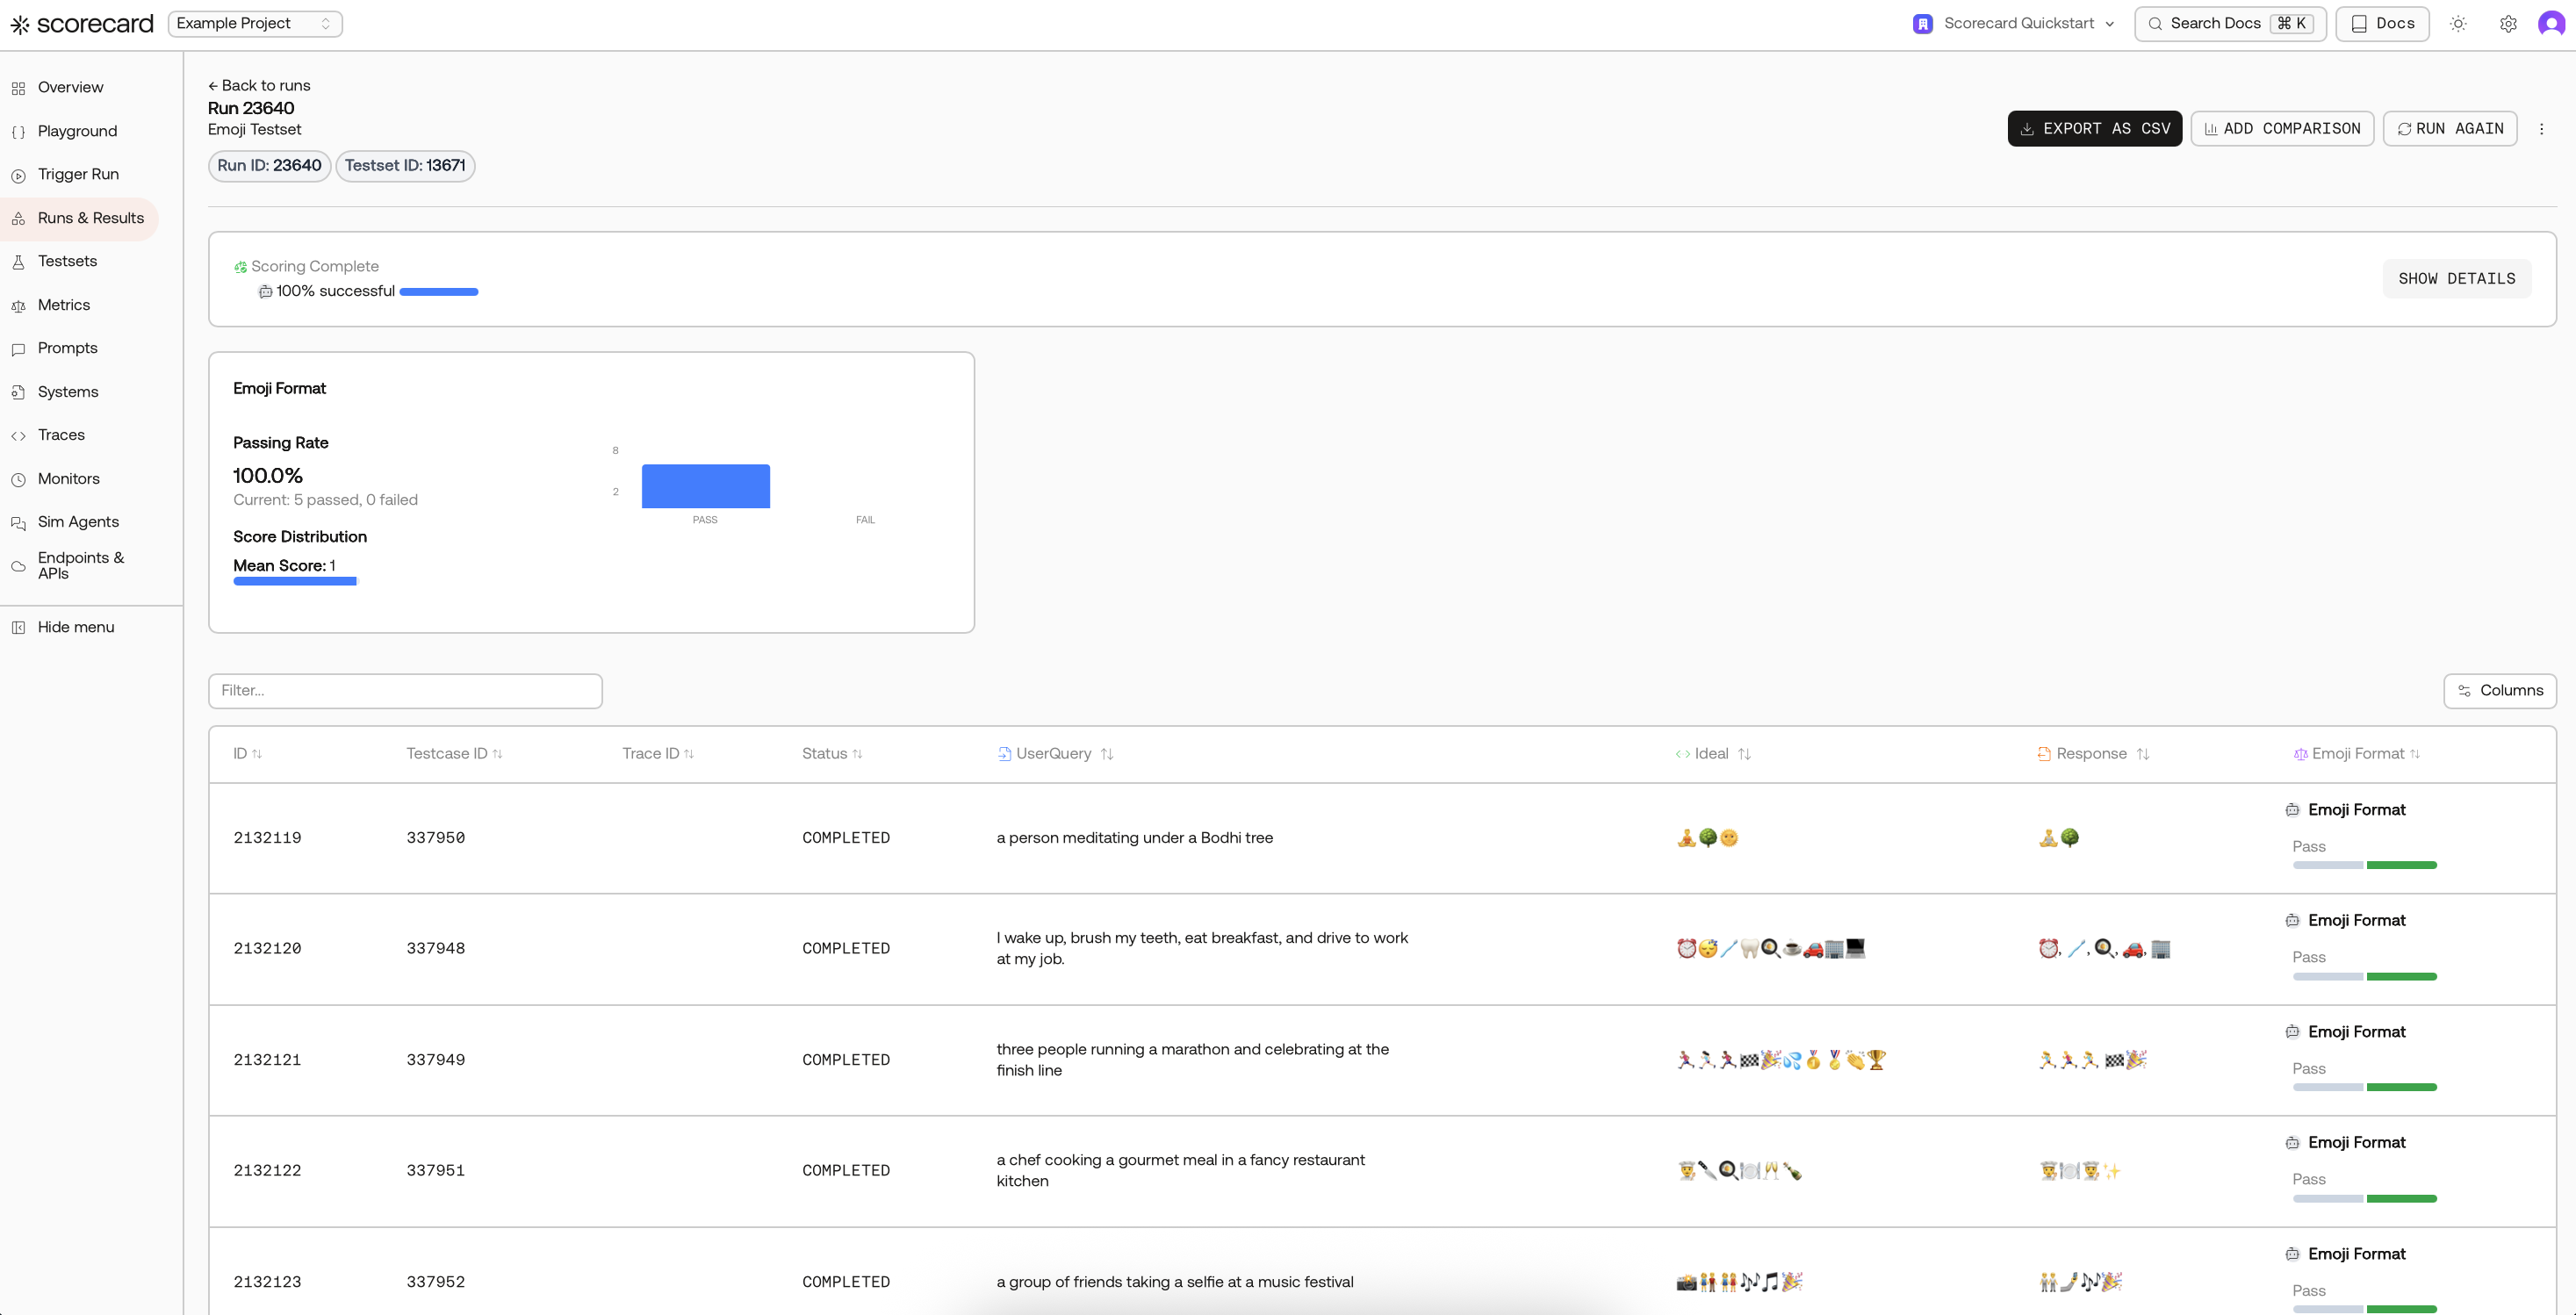 scorecard
Example Project
Scorecard Quickstart
Search Docs ⌘ K
Docs
Overview
Playground
Trigger Run
Runs & Results
Testsets
Metrics
Prompts
Systems
Traces
Monitors
Sim Agents
Endpoints &
APIs
Hide menu
← Back to runs
Run 23640
Emoji Testset
Run ID: 23640
Testset ID: 13671
EXPORT AS CSV
ADD COMPARISON
RUN AGAIN
Scoring Complete
100% successful
SHOW DETAILS
Emoji Format
Passing Rate
100.0%
Current: 5 passed, 0 failed
Score Distribution
Mean Score: 1
8
2
PASS
FAIL
Filter...
Columns
ID
Testcase ID
Trace ID
Status
UserQuery
Ideal
Response
Emoji Format
2132119
337950
COMPLETED
a person meditating under a Bodhi tree
Emoji Format
Pass
2132120
337948
COMPLETED
I wake up, brush my teeth, eat breakfast, and drive to work
at my job.
Emoji Format
Pass
2132121
337949
COMPLETED
three people running a marathon and celebrating at the
finish line
Emoji Format
Pass
2132122
337951
COMPLETED
a chef cooking a gourmet meal in a fancy restaurant
kitchen
Emoji Format
Pass
2132123
337952
COMPLETED
a group of friends taking a selfie at a music festival
Emoji Format
Pass